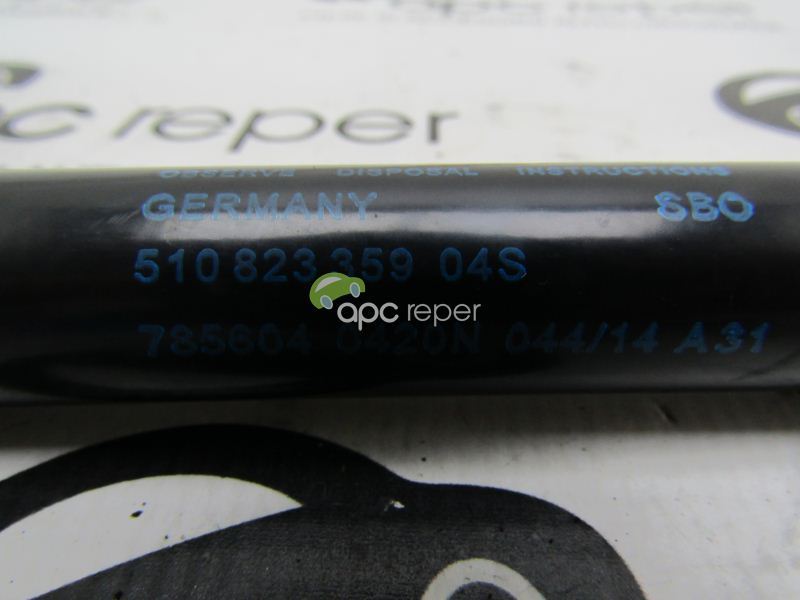 apc reper
OBSERVE DISPOSAL INSTRUCTIONS
GERMANY SBO
510 823 359 04S
apc reper
785604 0420N 044/14 A31